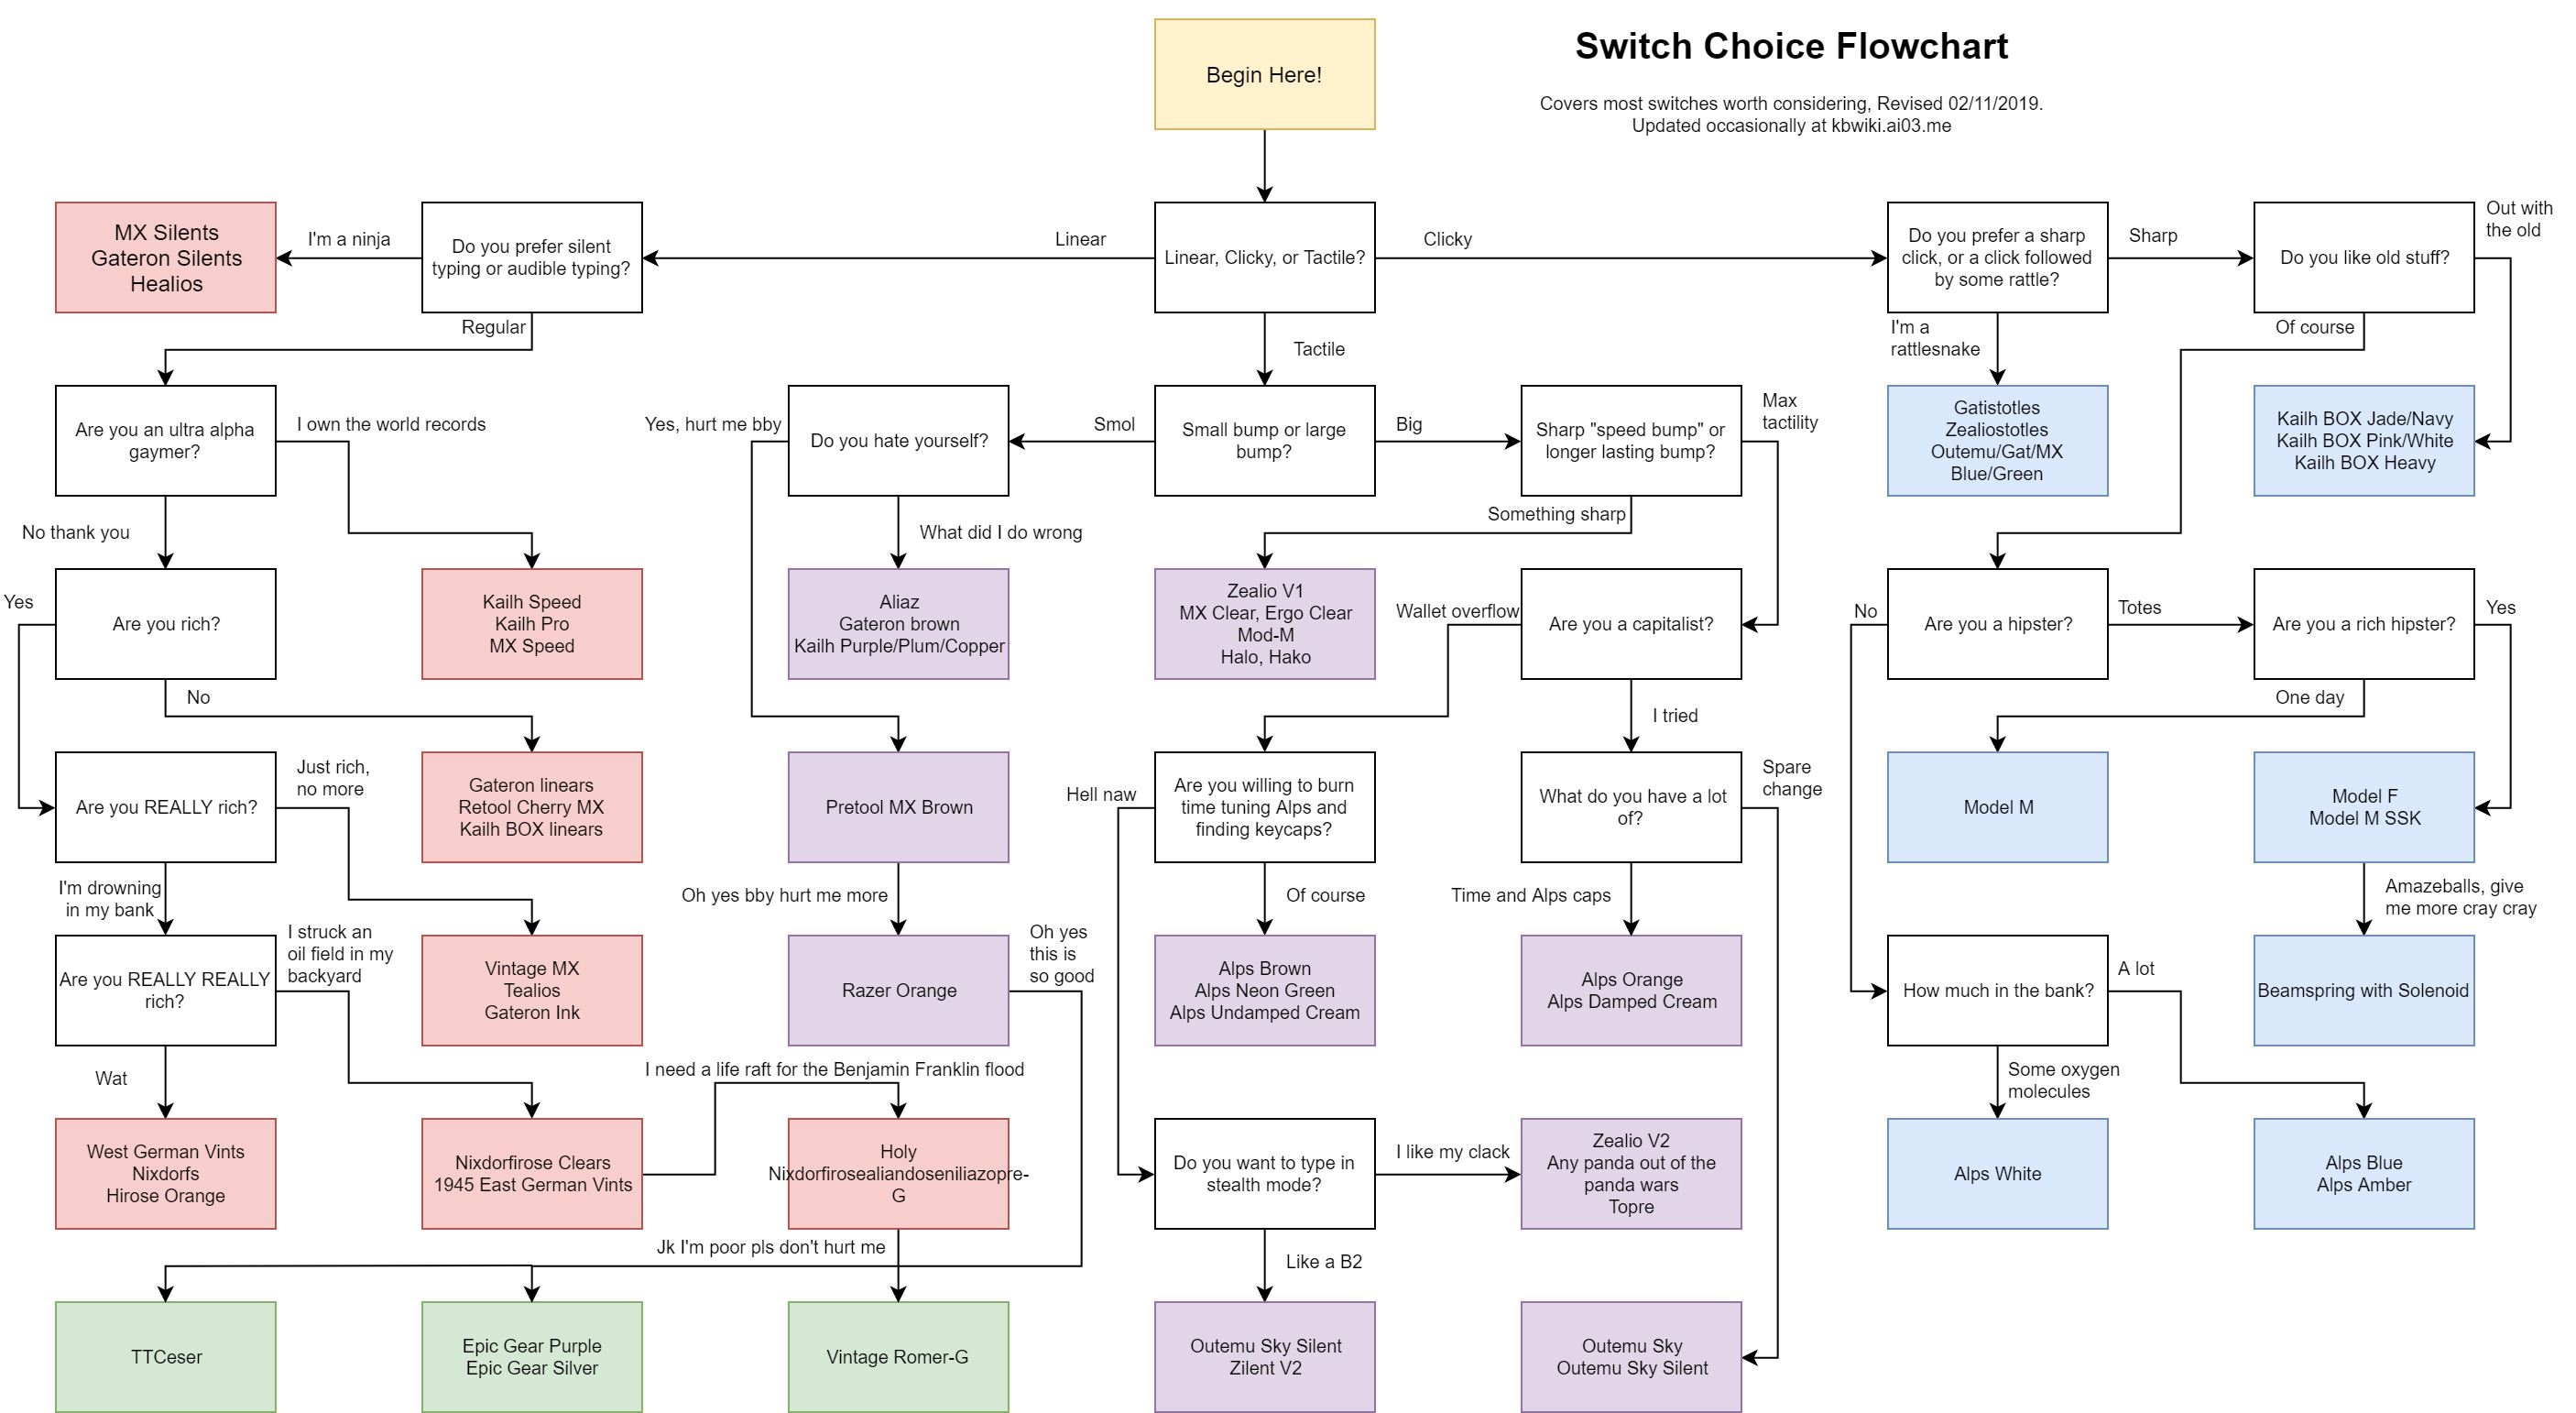 Begin Here!
Switch Choice Flowchart
Covers most switches worth considering, Revised 02/11/2019.
Updated occasionally at kbwiki.ai03.me
MX Silents
Gateron Silents
Healios
I'm a ninja
Do you prefer silent
typing or audible typing?
Linear
Linear, Clicky, or Tactile?
Clicky
Do you prefer a sharp
click, or a click followed
by some rattle?
Sharp
Do you like old stuff?
Out with
the old
Regular
Tactile
I'm a
rattlesnake
Of course
Are you an ultra alpha
gaymer?
I own the world records
Yes, hurt me bby
Do you hate yourself?
Smol
Small bump or large
bump?
Big
Sharp "speed bump" or
longer lasting bump?
Max
tactility
Gatistotles
Zealiostotles
Outemu/Gat/MX
Blue/Green
Kailh BOX Jade/Navy
Kailh BOX Pink/White
Kailh BOX Heavy
No thank you
What did I do wrong
Something sharp
Yes
Are you rich?
Kailh Speed
Kailh Pro
MX Speed
Aliaz
Gateron brown
Kailh Purple/Plum/Copper
Zealio V1
MX Clear, Ergo Clear
Mod-M
Halo, Hako
Wallet overflow
Are you a capitalist?
No
Are you a hipster?
Totes
Are you a rich hipster?
Yes
No
I tried
One day
Are you REALLY rich?
Just rich,
no more
Gateron linears
Retool Cherry MX
Kailh BOX linears
Pretool MX Brown
Hell naw
Are you willing to burn
time tuning Alps and
finding keycaps?
What do you have a lot
of?
Spare
change
Model M
Model F
Model M SSK
I'm drowning
in my bank
Oh yes bby hurt me more
Of course
Time and Alps caps
Amazeballs, give
me more cray cray
Are you REALLY REALLY
rich?
I struck an
oil field in my
backyard
Vintage MX
Tealios
Gateron Ink
Razer Orange
Oh yes
this is
so good
Alps Brown
Alps Neon Green
Alps Undamped Cream
Alps Orange
Alps Damped Cream
How much in the bank?
A lot
Beamspring with Solenoid
Wat
I need a life raft for the Benjamin Franklin flood
Some oxygen
molecules
West German Vints
Nixdorfs
Hirose Orange
Nixdorfirose Clears
1945 East German Vints
Holy
Nixdorfirosealiandoseniliazopre-
G
Do you want to type in
stealth mode?
I like my clack
Zealio V2
Any panda out of the
panda wars
Topre
Alps White
Alps Blue
Alps Amber
Jk I'm poor pls don't hurt me
Like a B2
TTCeser
Epic Gear Purple
Epic Gear Silver
Vintage Romer-G
Outemu Sky Silent
Zilent V2
Outemu Sky
Outemu Sky Silent